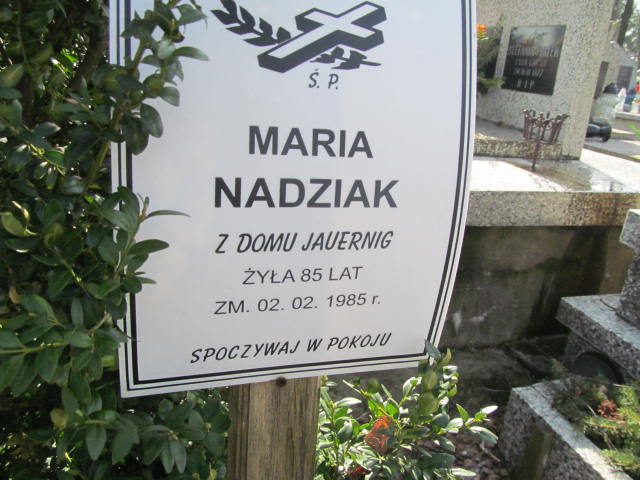 Ś. P.
MARIA
NADZIAK
Z DOMU JAUERNIG
ŻYŁA 85 LAT
ZM. 02. 02. 1985 r.
SPOCZYWAJ W POKOJU
R I P